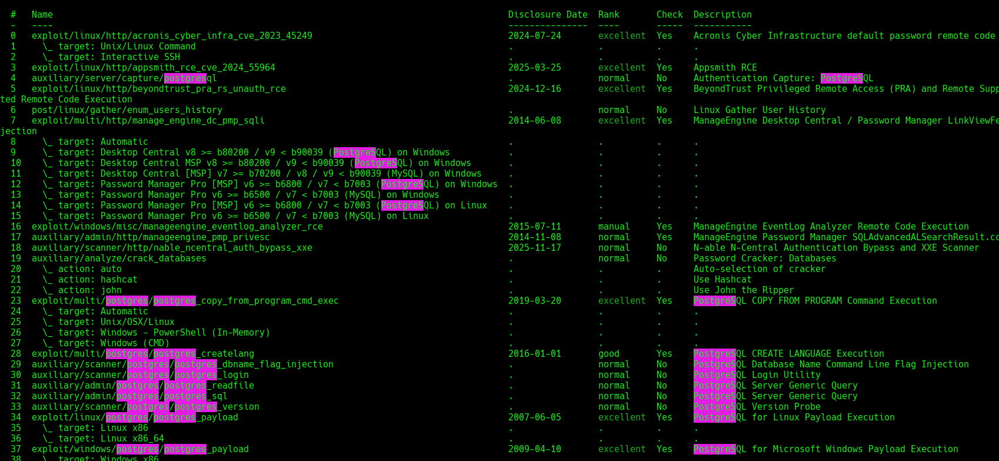 #   Name   Disclosure Date  Rank   Check  Description
-   ----   ---------------  ----   -----  -----------
0   exploit/linux/http/acronis_cyber_infra_cve_2023_45249   2024-07-24   excellent  Yes   Acronis Cyber Infrastructure default password remote code
1   \_ target: Unix/Linux Command   .   .   .   .
2   \_ target: Interactive SSH   .   .   .   .
3   exploit/linux/http/appsmith_rce_cve_2024_55964   2025-03-25   excellent  Yes   Appsmith RCE
4   auxiliary/server/capture/postgresql   .   normal   No   Authentication Capture: PostgreSQL
5   exploit/linux/http/beyondtrust_pra_rs_unauth_rce   2024-12-16   excellent  Yes   BeyondTrust Privileged Remote Access (PRA) and Remote Supp
ted Remote Code Execution
6   post/linux/gather/enum_users_history   .   normal   No   Linux Gather User History
7   exploit/multi/http/manage_engine_dc_pmp_sqli   2014-06-08   excellent  Yes   ManageEngine Desktop Central / Password Manager LinkViewFe
jection
8   \_ target: Automatic   .   .   .   .
9   \_ target: Desktop Central v8 >= b80200 / v9 < b90039 (PostgreSQL) on Windows   .   .   .   .
10   \_ target: Desktop Central MSP v8 >= b80200 / v9 < b90039 (PostgreSQL) on Windows   .   .   .   .
11   \_ target: Desktop Central [MSP] v7 >= b70200 / v8 / v9 < b90039 (MySQL) on Windows   .   .   .   .
12   \_ target: Password Manager Pro [MSP] v6 >= b6800 / v7 < b7003 (PostgreSQL) on Windows   .   .   .   .
13   \_ target: Password Manager Pro v6 >= b6500 / v7 < b7003 (MySQL) on Windows   .   .   .   .
14   \_ target: Password Manager Pro [MSP] v6 >= b6800 / v7 < b7003 (PostgreSQL) on Linux   .   .   .   .
15   \_ target: Password Manager Pro v6 >= b6500 / v7 < b7003 (MySQL) on Linux   .   .   .   .
16   exploit/windows/misc/manageengine_eventlog_analyzer_rce   2015-07-11   manual   Yes   ManageEngine EventLog Analyzer Remote Code Execution
17   auxiliary/admin/http/manageengine_pmp_privesc   2014-11-08   normal   Yes   ManageEngine Password Manager SQLAdvancedALSearchResult.cc
18   auxiliary/scanner/http/nable_ncentral_auth_bypass_xxe   2025-11-17   normal   No   N-able N-Central Authentication Bypass and XXE Scanner
19   auxiliary/analyze/crack_databases   .   normal   No   Password Cracker: Databases
20   \_ action: auto   .   .   .   Auto-selection of cracker
21   \_ action: hashcat   .   .   .   Use Hashcat
22   \_ action: john   .   .   .   Use John the Ripper
23   exploit/multi/postgres/postgres_copy_from_program_cmd_exec   2019-03-20   excellent  Yes   PostgreSQL COPY FROM PROGRAM Command Execution
24   \_ target: Automatic   .   .   .   .
25   \_ target: Unix/OSX/Linux   .   .   .   .
26   \_ target: Windows - PowerShell (In-Memory)   .   .   .   .
27   \_ target: Windows (CMD)   .   .   .   .
28   exploit/multi/postgres/postgres_createlang   2016-01-01   good   Yes   PostgreSQL CREATE LANGUAGE Execution
29   auxiliary/scanner/postgres/postgres_dbname_flag_injection   .   normal   No   PostgreSQL Database Name Command Line Flag Injection
30   auxiliary/scanner/postgres/postgres_login   .   normal   No   PostgreSQL Login Utility
31   auxiliary/admin/postgres/postgres_readfile   .   normal   No   PostgreSQL Server Generic Query
32   auxiliary/admin/postgres/postgres_sql   .   normal   No   PostgreSQL Server Generic Query
33   auxiliary/scanner/postgres/postgres_version   .   normal   No   PostgreSQL Version Probe
34   exploit/linux/postgres/postgres_payload   2007-06-05   excellent  Yes   PostgreSQL for Linux Payload Execution
35   \_ target: Linux x86   .   .   .   .
36   \_ target: Linux x86_64   .   .   .   .
37   exploit/windows/postgres/postgres_payload   2009-04-10   excellent  Yes   PostgreSQL for Microsoft Windows Payload Execution
38   \_ target: Windows x86